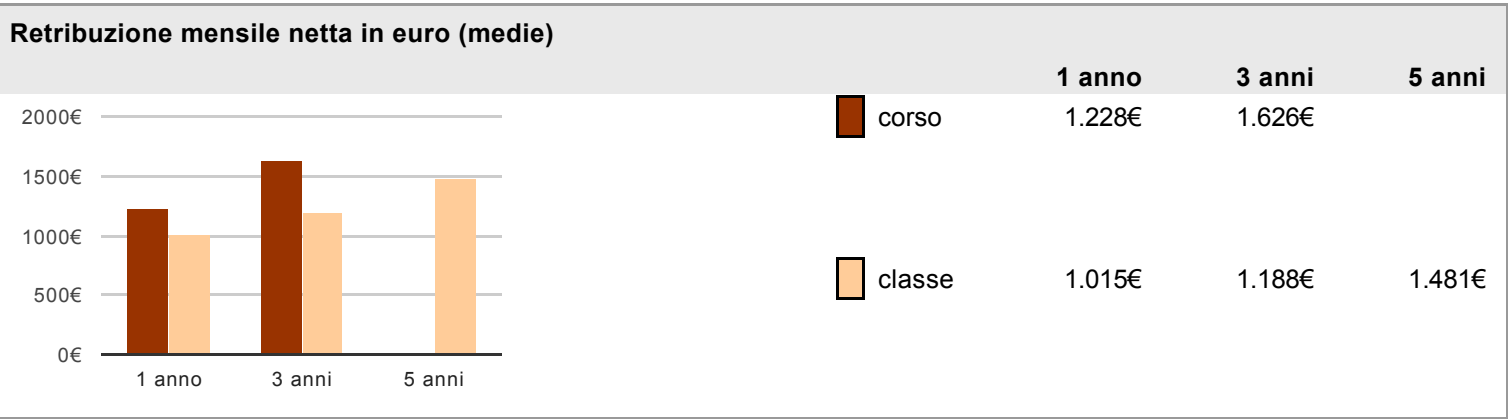 Retribuzione mensile netta in euro (medie)
1 anno 3 anni 5 anni
corso 1.228€ 1.626€
classe 1.015€ 1.188€ 1.481€
2000€
1500€
1000€
500€
0€
1 anno 3 anni 5 anni